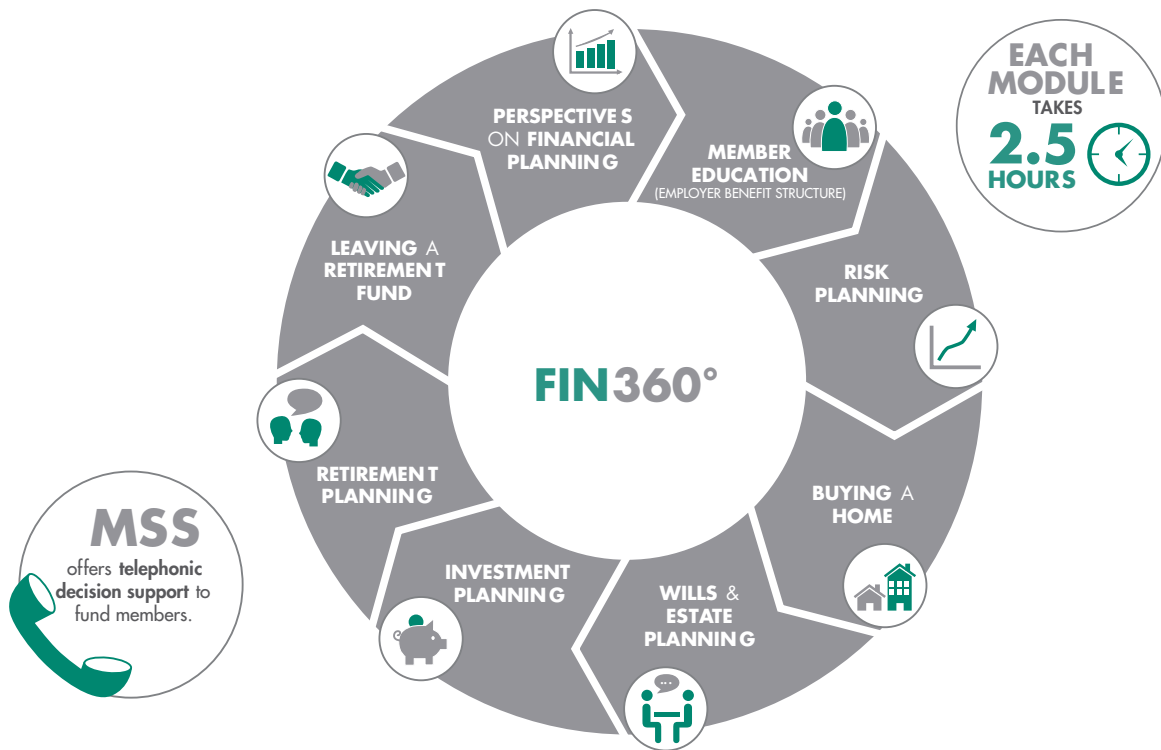 PERSPECTIVES
ON FINANCIAL
PLANNING
MEMBER
EDUCATION
(EMPLOYER BENEFIT STRUCTURE)
EACH
MODULE
TAKES
2.5
HOURS
RISK
PLANNING
LEAVING A
RETIREMENT
FUND
FIN360°
RETIREMENT
PLANNING
BUYING A
HOME
INVESTMENT
PLANNING
WILLS &
ESTATE
PLANNING
MSS
offers telephonic
decision support to
fund members.